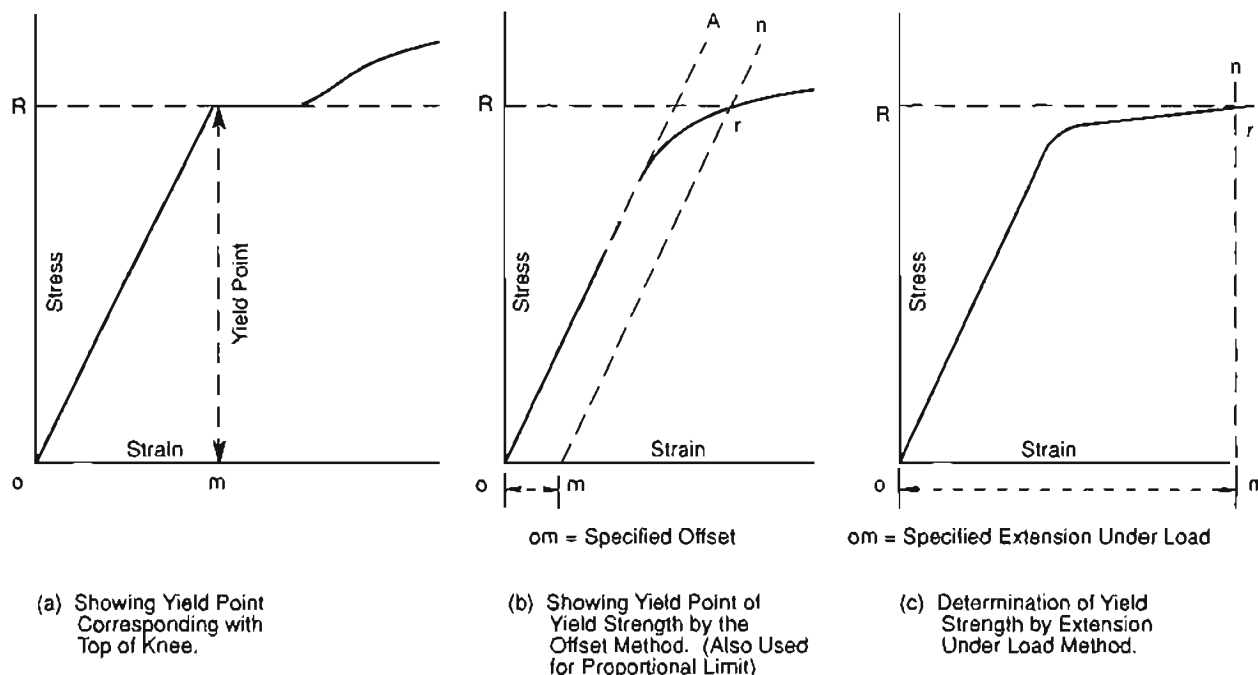 A
n
n
R
R
R
r
r
Stress
Yield Point
Stress
Stress
Strain
Strain
o
m
o
m
o
m
om = Specified Offset
om = Specified Extension Under Load
(a) Showing Yield Point
Corresponding with
Top of Knee.
(b) Showing Yield Point of
Yield Strength by the
Offset Method. (Also Used
for Proportional Limit)
(c) Determination of Yield
Strength by Extension
Under Load Method.